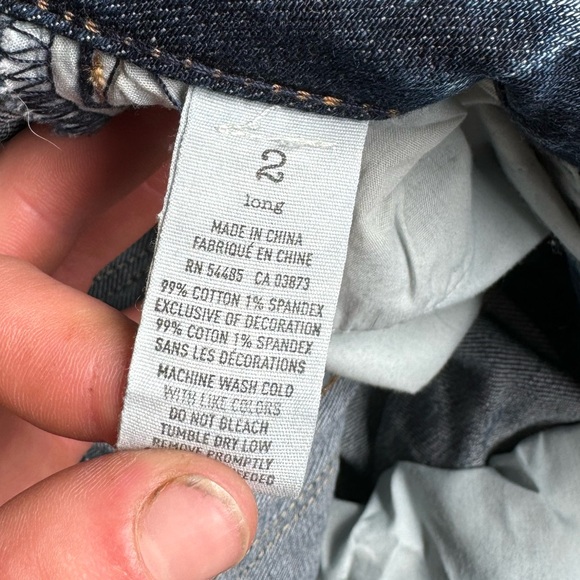 2
long
MADE IN CHINA
FABRIQUÉ EN CHINE
RN 54485 CA 03873
99% COTTON 1% SPANDEX
EXCLUSIVE OF DECORATION
99% COTON 1% SPANDEX
SANS LES DÉCORATIONS
MACHINE WASH COLD
WITH LIKE COLORS
DO NOT BLEACH
TUMBLE DRY LOW
REMOVE PROMPTLY